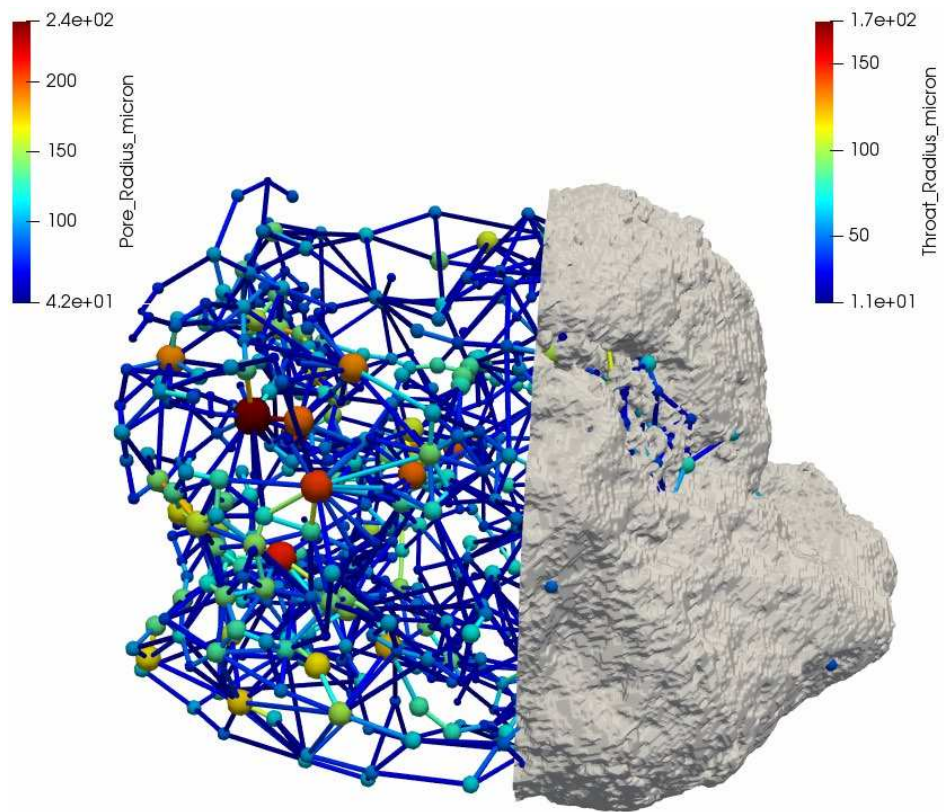 2.4e+02
200
150
100
4.2e+01
Pore_Radius_micron
1.7e+02
150
100
50
1.1e+01
Throat_Radius_micron